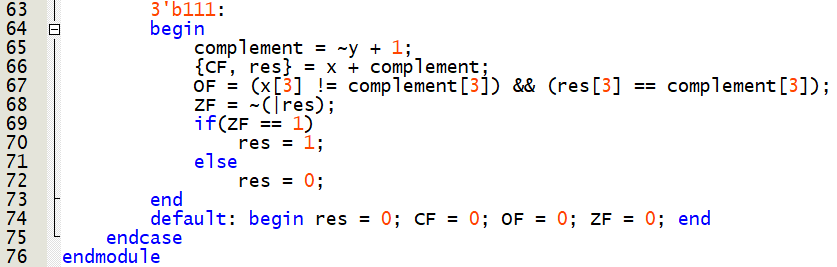 63 3'b111:
64 begin
65 complement = ~y + 1;
66 {CF, res} = x + complement;
67 OF = (x[3] != complement[3]) && (res[3] == complement[3]);
68 ZF = ~(|res);
69 if(ZF == 1)
70 res = 1;
71 else
72 res = 0;
73 end
74 default: begin res = 0; CF = 0; OF = 0; ZF = 0; end
75 endcase
76 endmodule